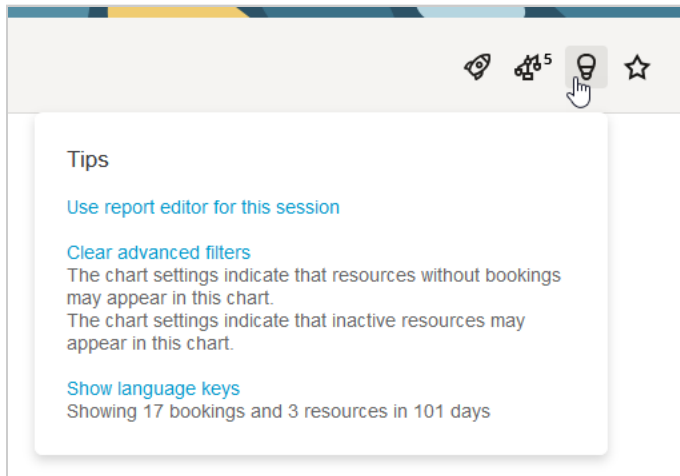 5
Tips
Use report editor for this session
Clear advanced filters
The chart settings indicate that resources without bookings
may appear in this chart.
The chart settings indicate that inactive resources may
appear in this chart.
Show language keys
Showing 17 bookings and 3 resources in 101 days